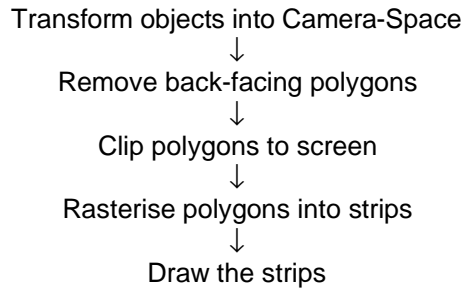 Transform objects into Camera-Space
↓
Remove back-facing polygons
↓
Clip polygons to screen
↓
Rasterise polygons into strips
↓
Draw the strips